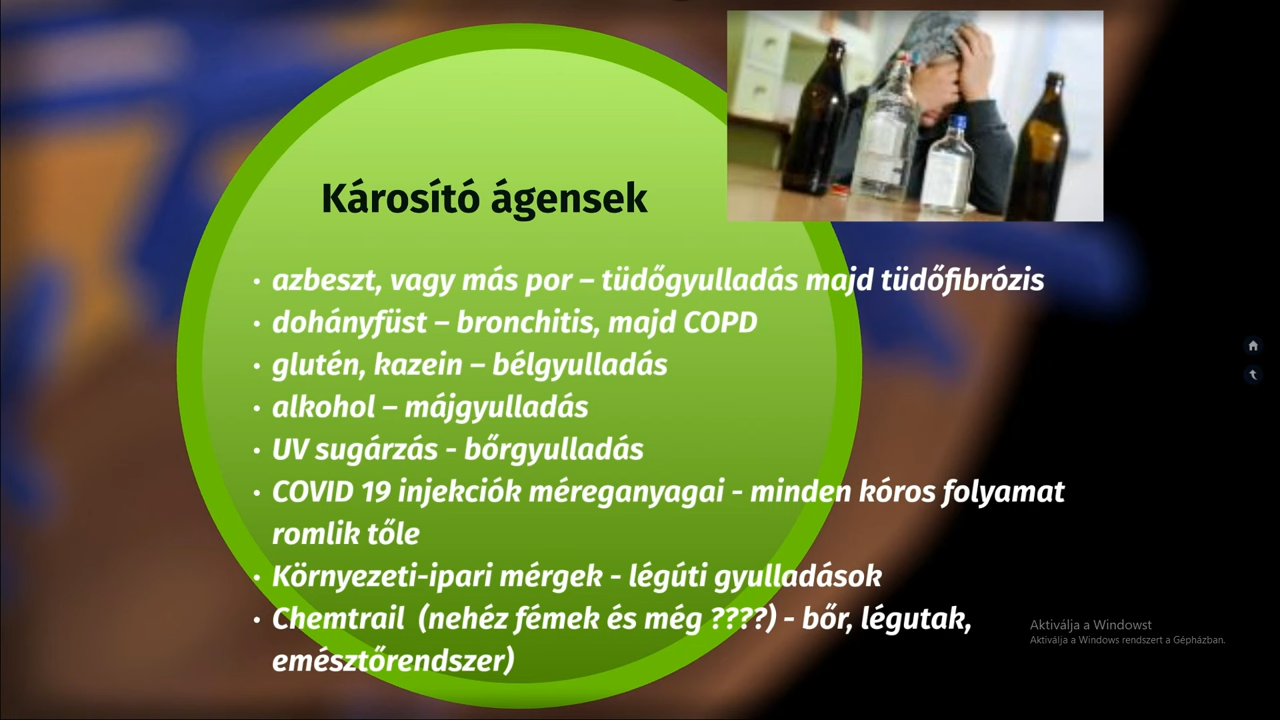 Károsító ágensek
• azbeszt, vagy más por – tüdőgyulladás majd tüdőfibrózis
• dohányfüst – bronchitis, majd COPD
• glutén, kazein – bélgyulladás
• alkohol – májgyulladás
• UV sugárzás - bőrgyulladás
• COVID 19 injekciók méreganyagai - minden kóros folyamat
romlik tőle
• Környezeti-ipari mérgek - légúti gyulladások
• Chemtrail (nehéz fémek és még ????) - bőr, légutak,
emésztőrendszer)
Aktiválja a Windowst
Aktiválja a Windows rendszert a Gépházban.